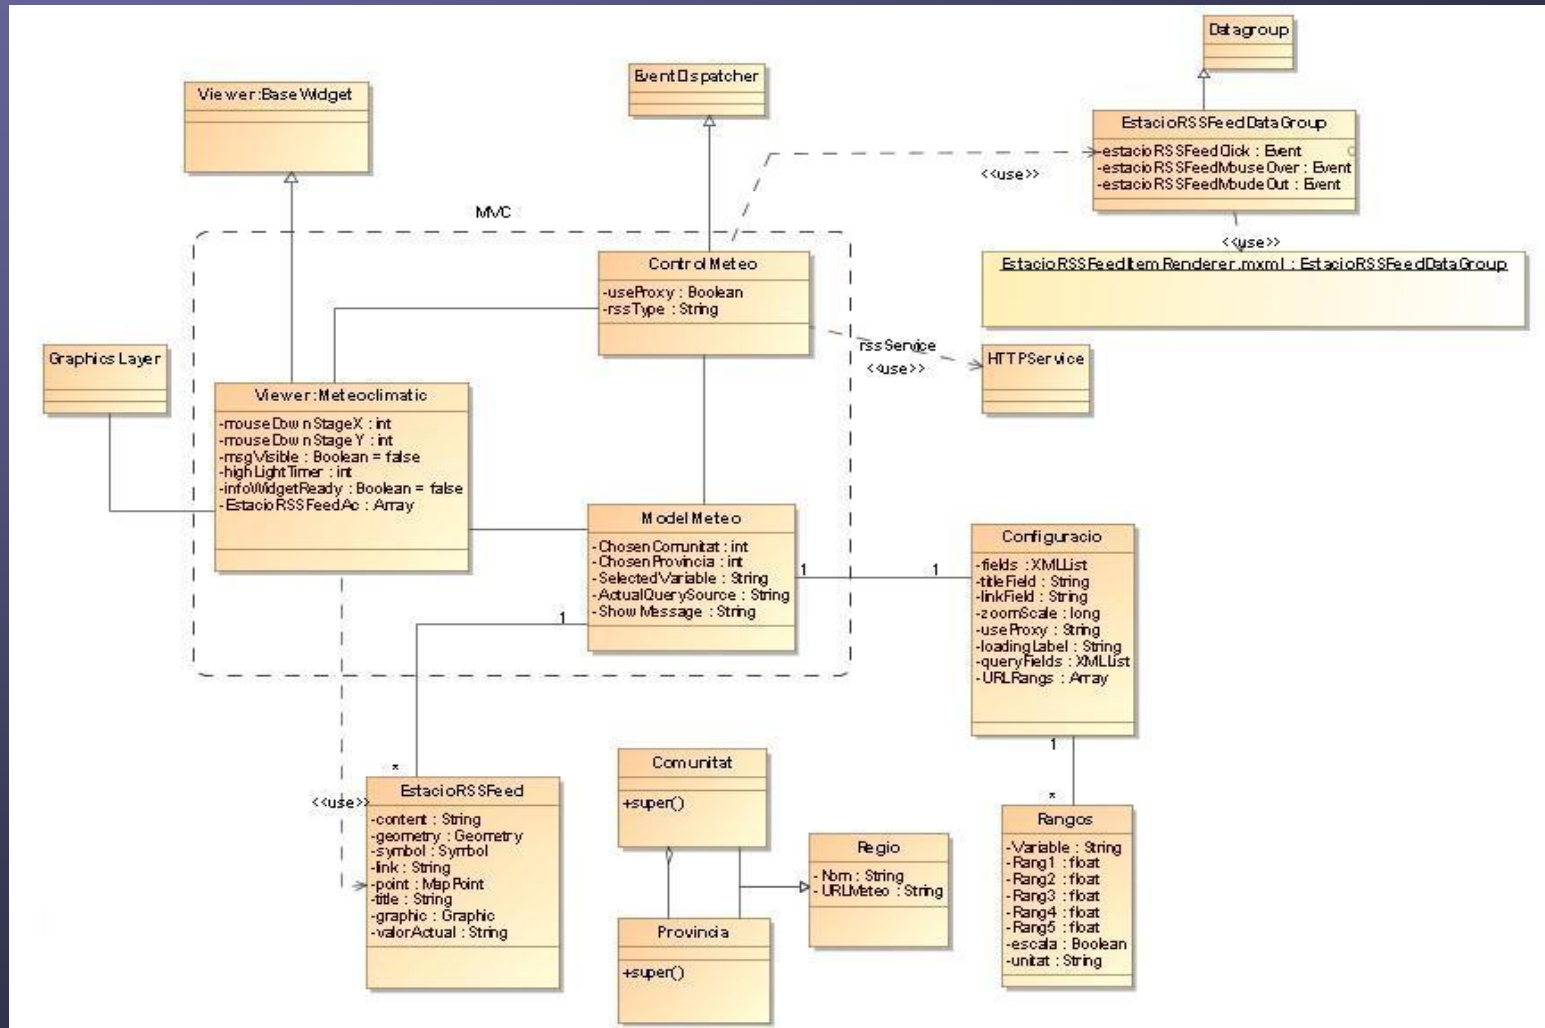 Datagroup
EventDispatcher
Viewer:BaseWidget
EstacioRSSFeedDataGroup
-estacioRSSFeedClick : Event
-estacioRSSFeedMouseOver : Event
-estacioRSSFeedMoudeOut : Event
<<use>>
MVC
<<use>>
ControlMeteo
-useProxy : Boolean
-rssType : String
EstacioRSSFeedItemRenderer.mxml : EstacioRSSFeedDataGroup
rssService
<<use>>
HTTPService
GraphicsLayer
Viewer:Meteoclimatic
-mouseDownStageX : int
-mouseDownStageY : int
-msgVisible : Boolean = false
-highLightTimer : int
-infoWidgetReady : Boolean = false
-EstacioRSSFeedAc : Array
ModelMeteo
-ChosenComunitat : int
-ChosenProvincia : int
-SelectedVariable : String
-ActualQuerySource : String
-ShowMessage : String
1
1
1
Configuracio
-fields : XMLList
-titleField : String
-linkField : String
-zoomScale : long
-useProxy : String
-loadingLabel : String
-queryFields : XMLList
-URLRangs : Array
1
*
*
<<use>>
EstacioRSSFeed
-content : String
-geometry : Geometry
-symbol : Symbol
-link : String
-point : MapPoint
-title : String
-graphic : Graphic
-valorActual : String
Comunitat
+super()
Regio
-Nom : String
-URLMeteo : String
Provincia
+super()
Rangos
-Variable : String
-Rang1 : float
-Rang2 : float
-Rang3 : float
-Rang4 : float
-Rang5 : float
-escala : Boolean
-unitat : String